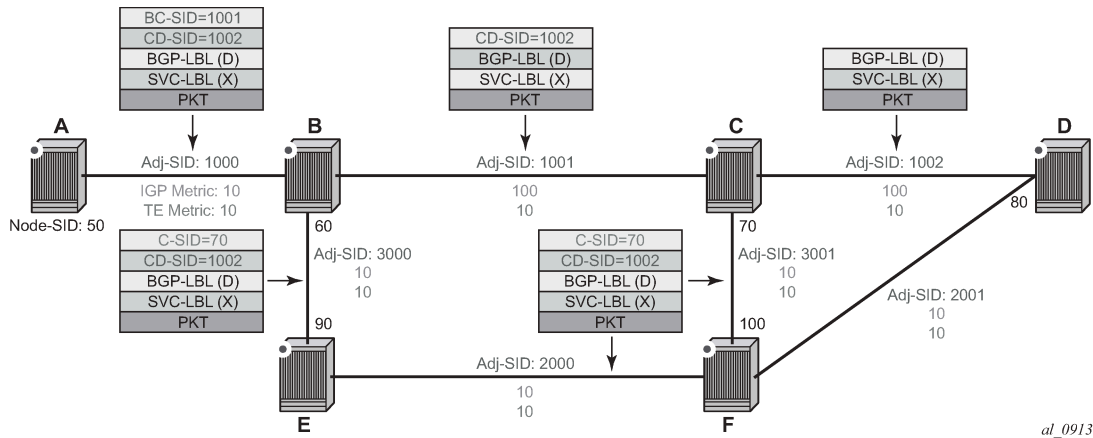 BC-SID=1001
CD-SID=1002
BGP-LBL (D)
SVC-LBL (X)
PKT
CD-SID=1002
BGP-LBL (D)
SVC-LBL (X)
PKT
BGP-LBL (D)
SVC-LBL (X)
PKT
A
B
C
D
Adj-SID: 1000
IGP Metric: 10
TE Metric: 10
Adj-SID: 1001
100
10
Adj-SID: 1002
100
10
Node-SID: 50
60
70
80
C-SID=70
CD-SID=1002
BGP-LBL (D)
SVC-LBL (X)
PKT
Adj-SID: 3000
10
10
C-SID=70
CD-SID=1002
BGP-LBL (D)
SVC-LBL (X)
PKT
Adj-SID: 3001
10
10
Adj-SID: 2001
10
10
90
100
Adj-SID: 2000
10
10
E
F
al_0913